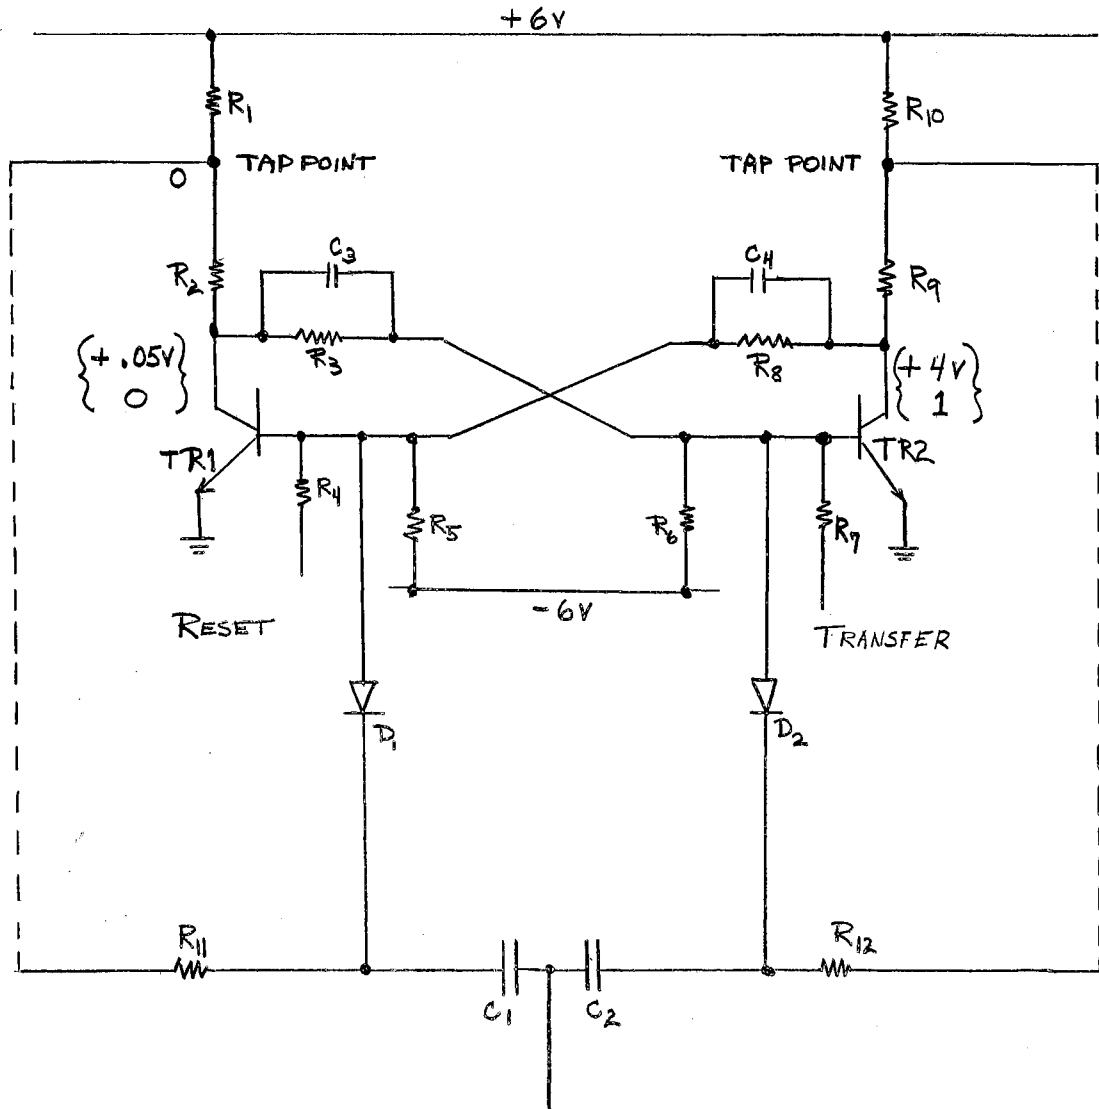 +6V
R1
R10
TAP POINT
TAP POINT
0
C3
C4
R2
R9
R3
R8
+ .05V
0
+4V
1
TR1
TR2
R4
R5
R6
R7
-6V
RESET
TRANSFER
D1
D2
R11
R12
C1
C2